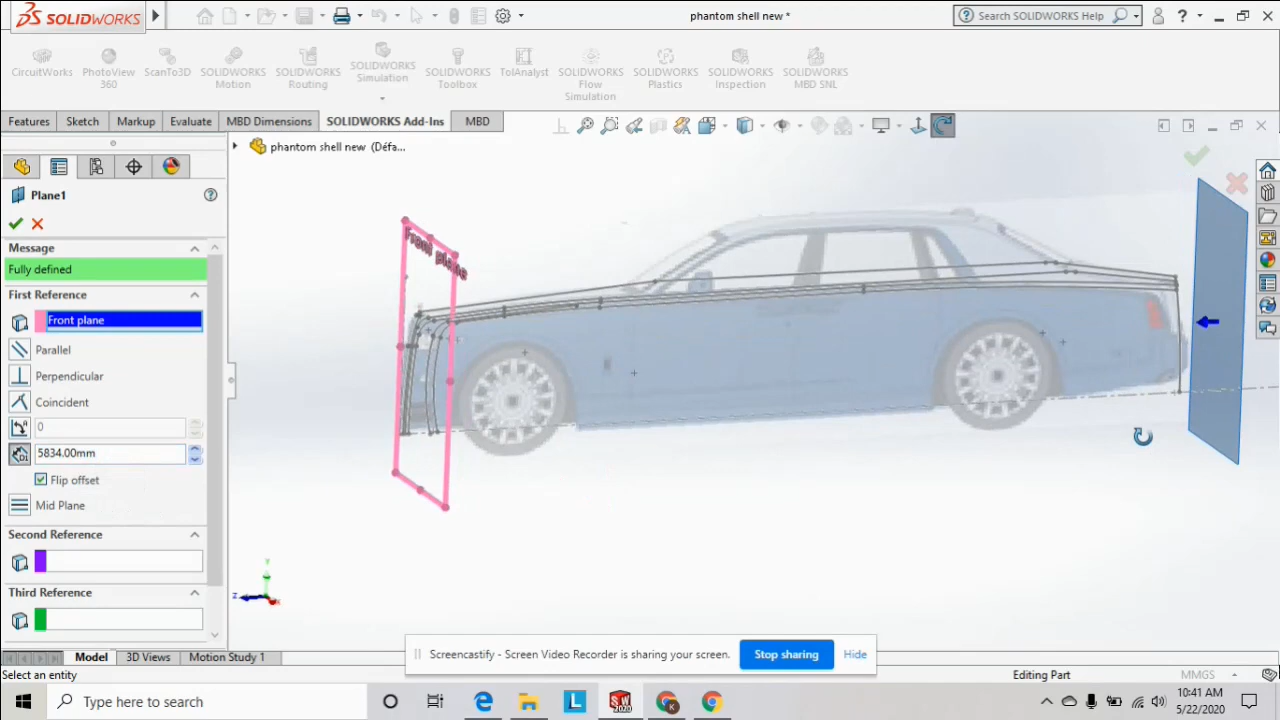 SOLIDWORKS
phantom shell new *
Search SOLIDWORKS Help
CircuitWorks
PhotoView 360
ScanTo3D
SOLIDWORKS Motion
SOLIDWORKS Routing
SOLIDWORKS Simulation
SOLIDWORKS Toolbox
TolAnalyst
SOLIDWORKS Flow Simulation
SOLIDWORKS Plastics
SOLIDWORKS Inspection
SOLIDWORKS MBD SNL
Features
Sketch
Markup
Evaluate
MBD Dimensions
SOLIDWORKS Add-Ins
MBD
phantom shell new (Défa...
Plane1
Message
Fully defined
First Reference
Front plane
Parallel
Perpendicular
Coincident
0
5834.00mm
Flip offset
Mid Plane
Second Reference
Third Reference
Front plane
Y
Z
X
Screencastify - Screen Video Recorder is sharing your screen.
Stop sharing
Hide
Model
3D Views
Motion Study 1
Select an entity
Editing Part
MMGS
Type here to search
10:41 AM
5/22/2020